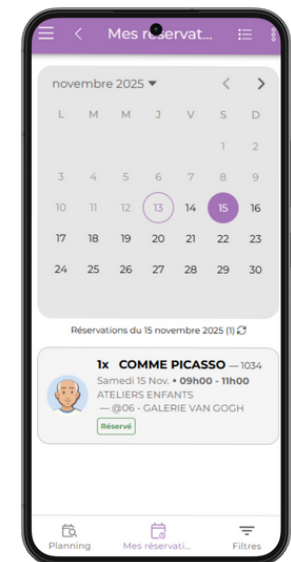 Mes réservat...
novembre 2025
L M M J V S D
1 2
3 4 5 6 7 8 9
10 11 12 13 14 15 16
17 18 19 20 21 22 23
24 25 26 27 28 29 30
Réservations du 15 novembre 2025 (1)
1x COMME PICASSO — 1034
Samedi 15 Nov. • 09h00 - 11h00
ATELIERS ENFANTS
— @06 - GALERIE VAN GOGH
Réservé
Planning Mes réservati... Filtres